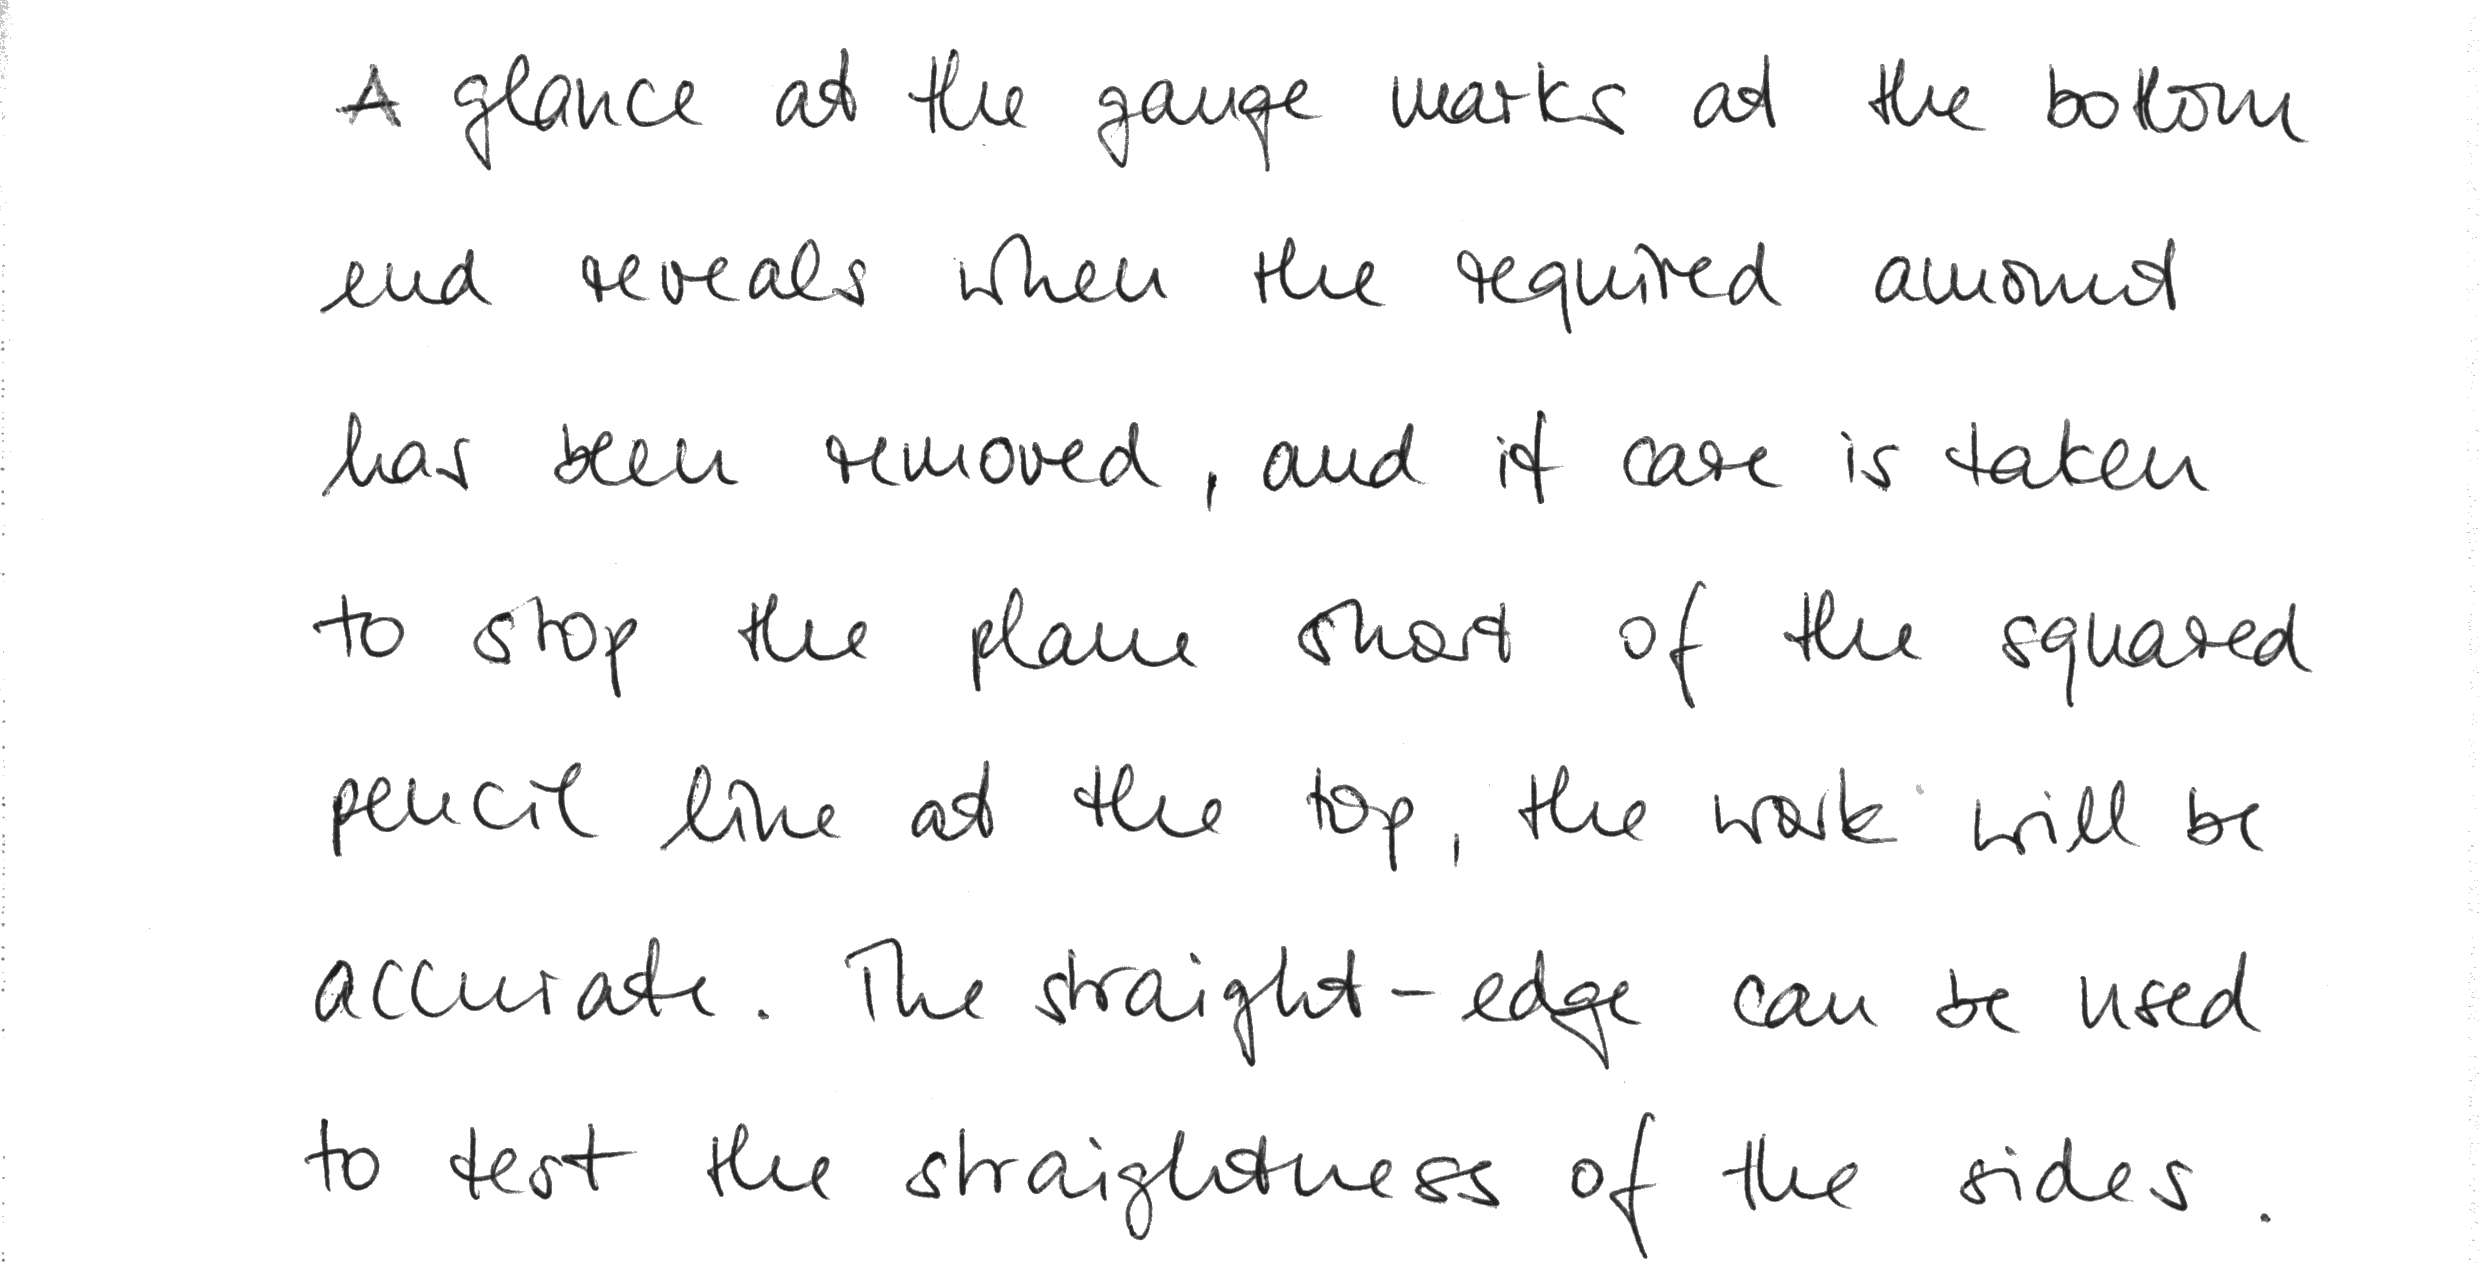 A glance at the gauge marks at the bottom
end reveals when the required amount
has been removed, and if care is taken
to stop the plane short of the squared
pencil line at the top, the work will be
accurate. The straight-edge can be used
to test the straightness of the sides.